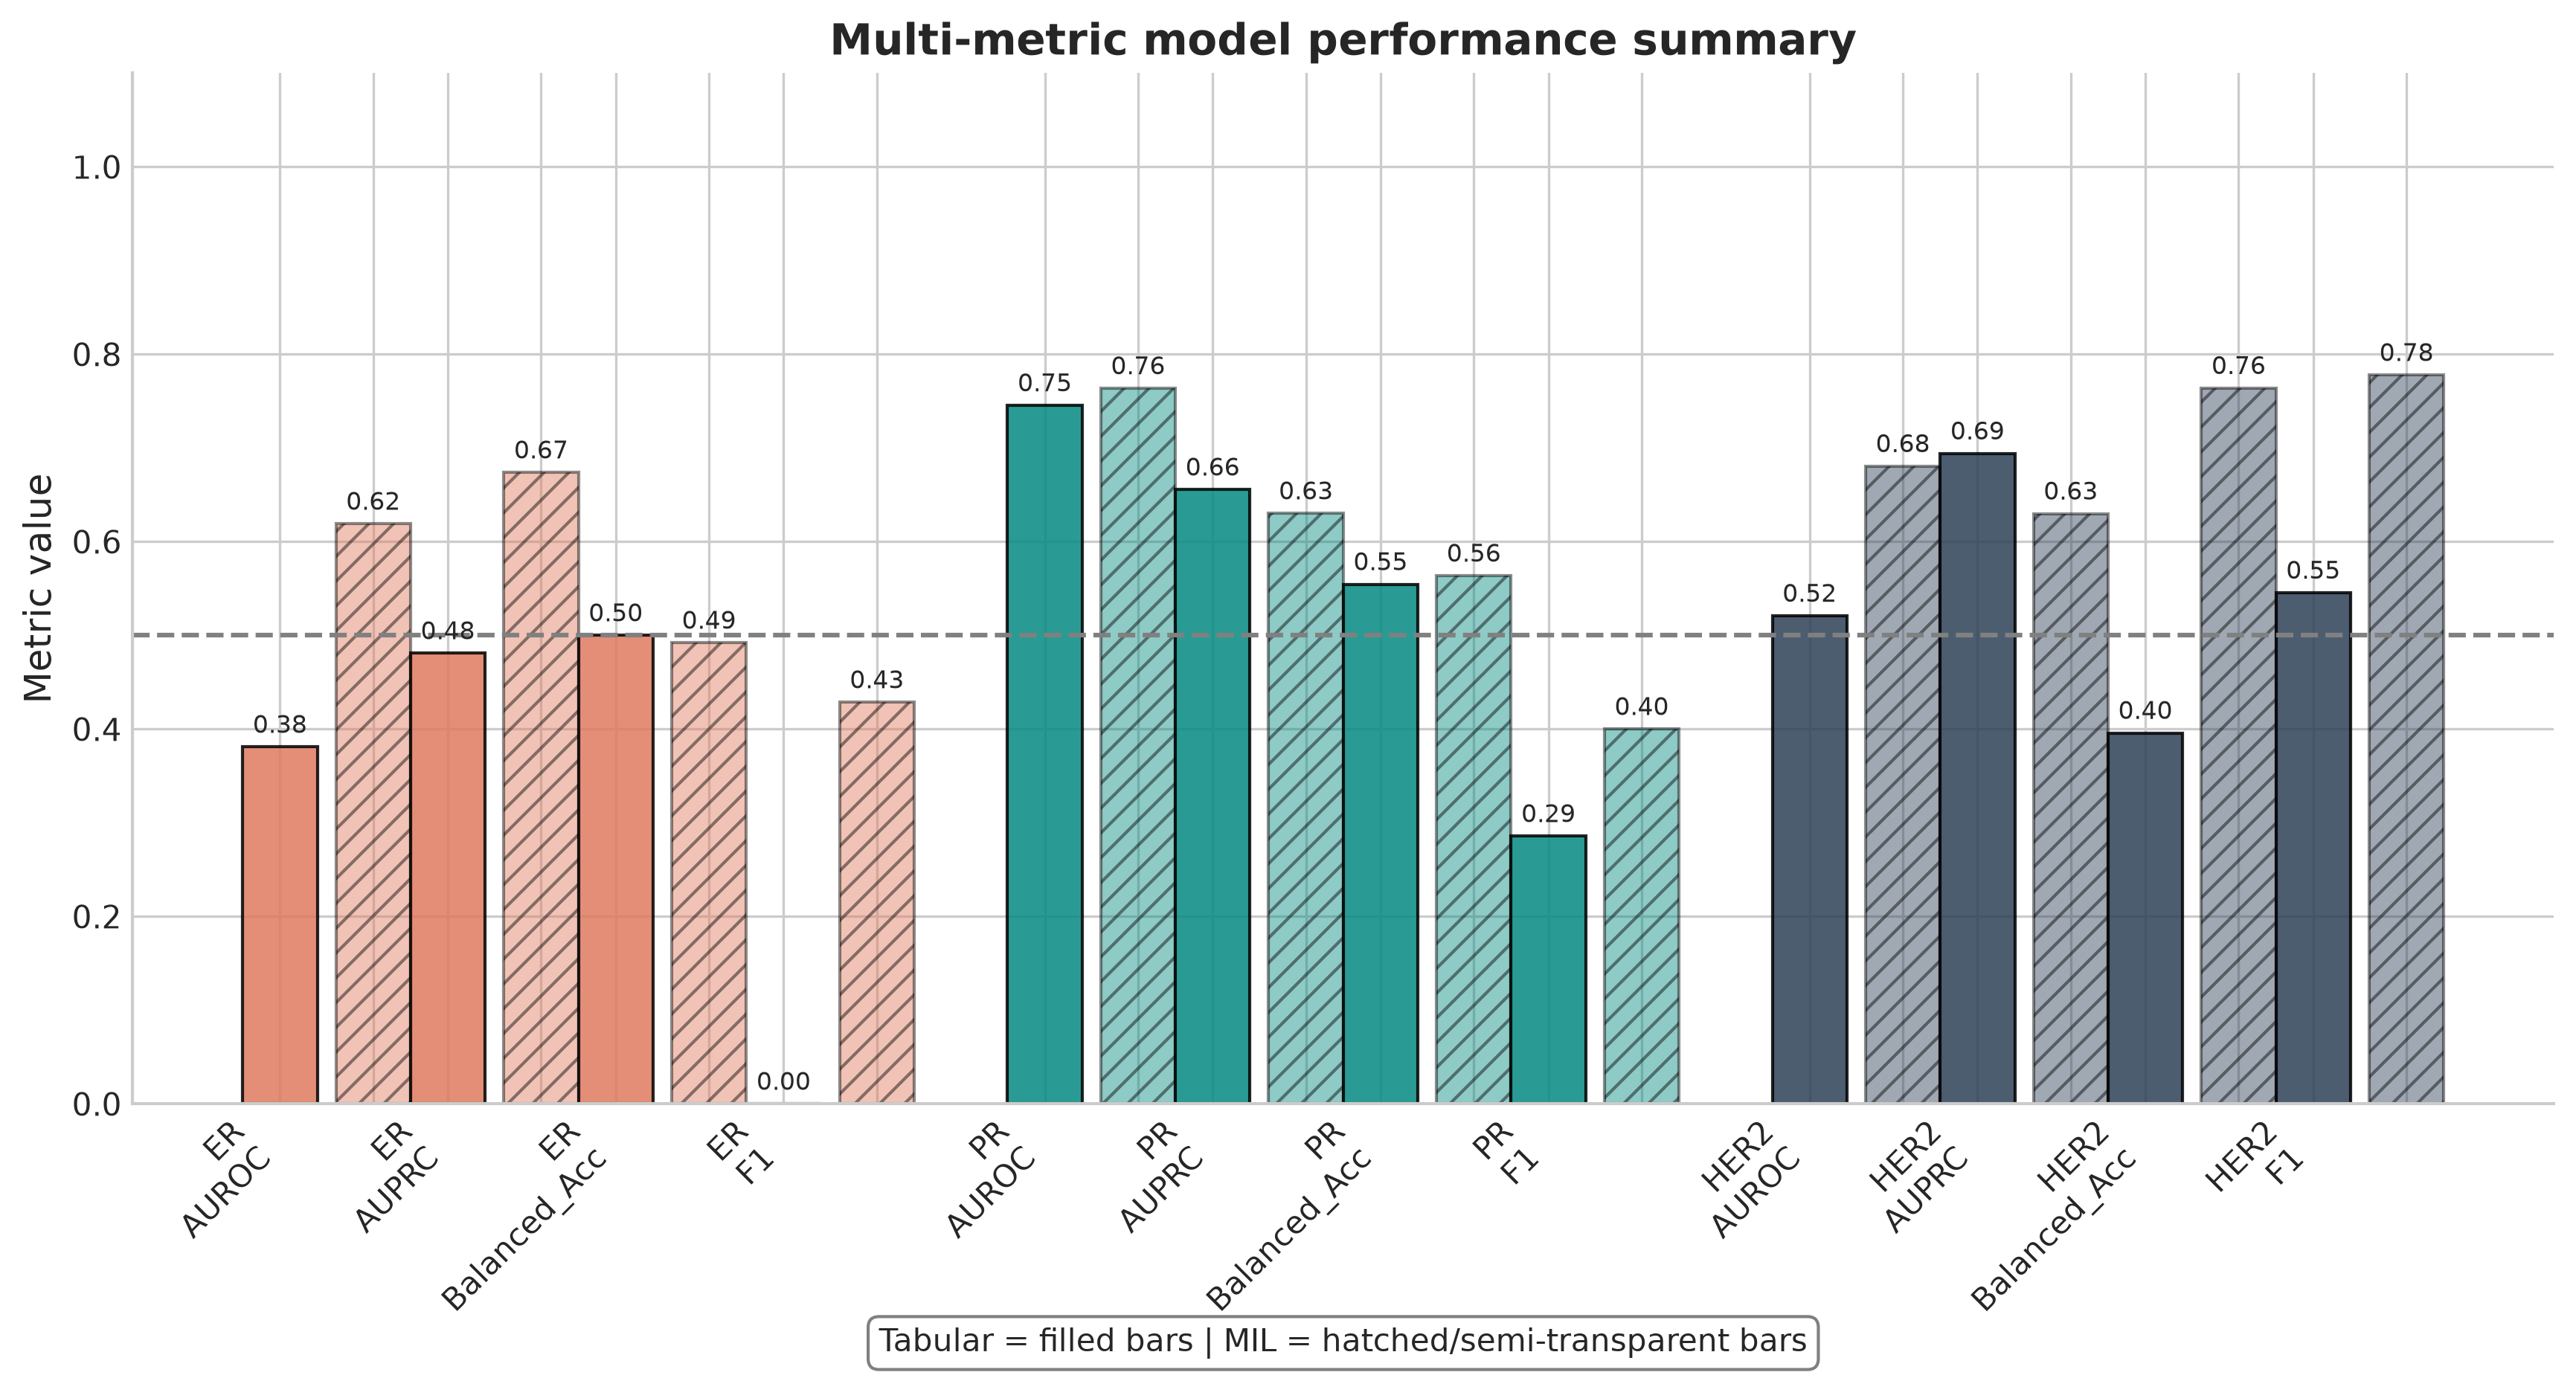 Multi-metric model performance summary
Metric value
1.0
0.8
0.6
0.4
0.2
0.0
0.38
0.62
0.48
0.67
0.50
0.49
0.00
0.43
0.75
0.76
0.66
0.63
0.55
0.56
0.29
0.40
0.52
0.68
0.69
0.63
0.40
0.76
0.55
0.78
ER
AUROC
ER
AUPRC
ER
Balanced_Acc
ER
F1
PR
AUROC
PR
AUPRC
PR
Balanced_Acc
PR
F1
HER2
AUROC
HER2
AUPRC
HER2
Balanced_Acc
HER2
F1
Tabular = filled bars | MIL = hatched/semi-transparent bars